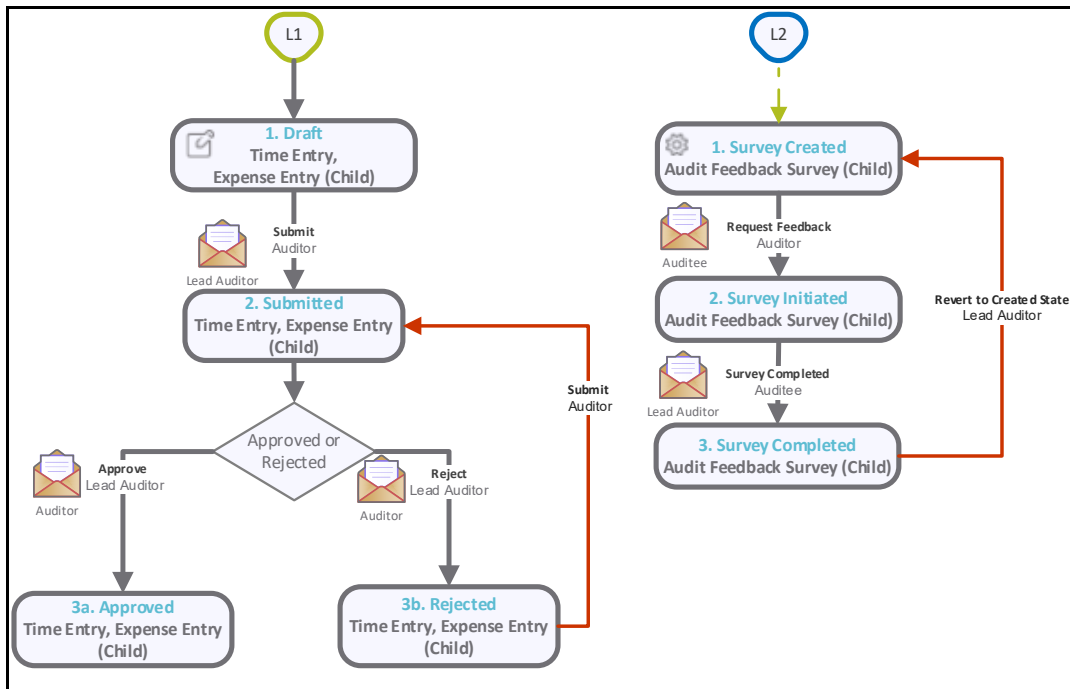 L1
1. Draft
Time Entry,
Expense Entry (Child)
Submit
Auditor
Lead Auditor
2. Submitted
Time Entry, Expense Entry
(Child)
Approved or
Rejected
Approve
Lead Auditor
Auditor
Reject
Lead Auditor
Auditor
Submit
Auditor
3a. Approved
Time Entry, Expense Entry
(Child)
3b. Rejected
Time Entry, Expense Entry
(Child)
L2
1. Survey Created
Audit Feedback Survey (Child)
Request Feedback
Auditor
Auditee
2. Survey Initiated
Audit Feedback Survey (Child)
Survey Completed
Auditee
Lead Auditor
3. Survey Completed
Audit Feedback Survey (Child)
Revert to Created State
Lead Auditor